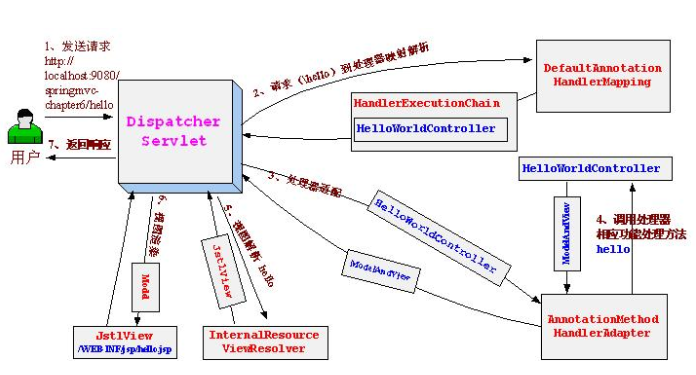 1、发送请求
http://
localhost:9080/
springmvc-
chapter6/hello
用户
7、返回响应
Dispatcher
Servlet
2、请求（\hello）到处理器映射解析
DefaultAnnotation
HandlerMapping
HandlerExecutionChain
HelloWorldController
3、处理器适配
HelloWorldController
HelloWorldController
ModelAndView
4、调用处理器
相应功能处理方法
hello
ModelAndView
AnnotationMethod
HandlerAdapter
5、视图解析 hello
JstlView
InternalResource
ViewResolver
6、视图渲染
Model
JstlView
/WEB-INF/jsp/hello.jsp